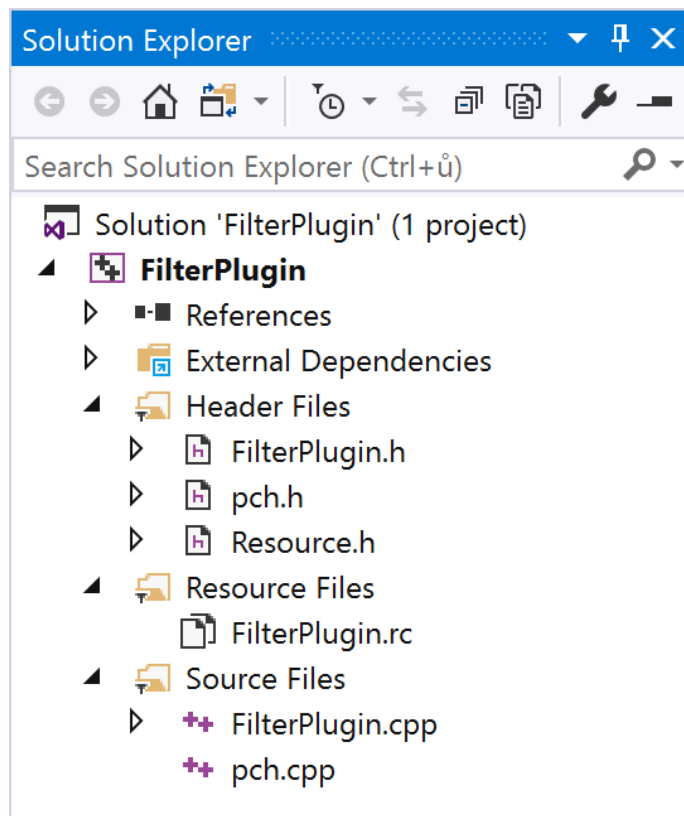 Solution Explorer
Search Solution Explorer (Ctrl+ů)
Solution 'FilterPlugin' (1 project)
FilterPlugin
References
External Dependencies
Header Files
FilterPlugin.h
pch.h
Resource.h
Resource Files
FilterPlugin.rc
Source Files
FilterPlugin.cpp
pch.cpp